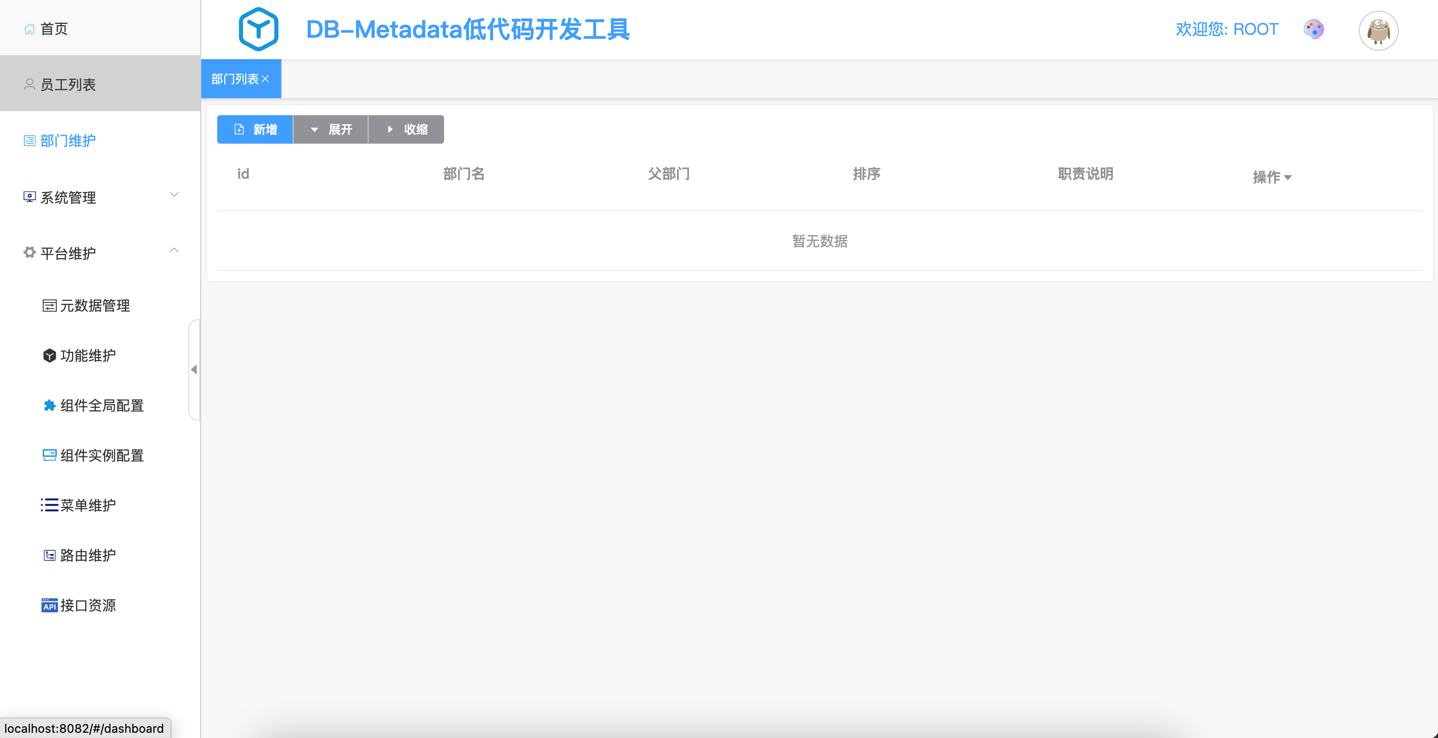 首页
员工列表
部门维护
系统管理
平台维护
元数据管理
功能维护
组件全局配置
组件实例配置
菜单维护
路由维护
API 接口资源
localhost:8082/#/dashboard
DB-Metadata低代码开发工具
欢迎您: ROOT
部门列表
新增 展开 收缩
id 部门名 父部门 排序 职责说明 操作
暂无数据